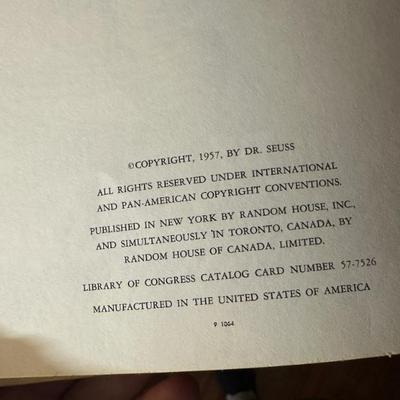 ©COPYRIGHT, 1957, BY DR. SEUSS
ALL RIGHTS RESERVED UNDER INTERNATIONAL
AND PAN-AMERICAN COPYRIGHT CONVENTIONS.
PUBLISHED IN NEW YORK BY RANDOM HOUSE, INC,
AND SIMULTANEOUSLY IN TORONTO, CANADA, BY
RANDOM HOUSE OF CANADA, LIMITED.
LIBRARY OF CONGRESS CATALOG CARD NUMBER 57-7526
MANUFACTURED IN THE UNITED STATES OF AMERICA
9 1064